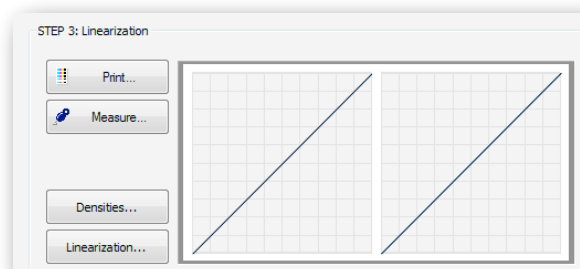 STEP 3: Linearization
Print...
Measure...
Densities...
Linearization...